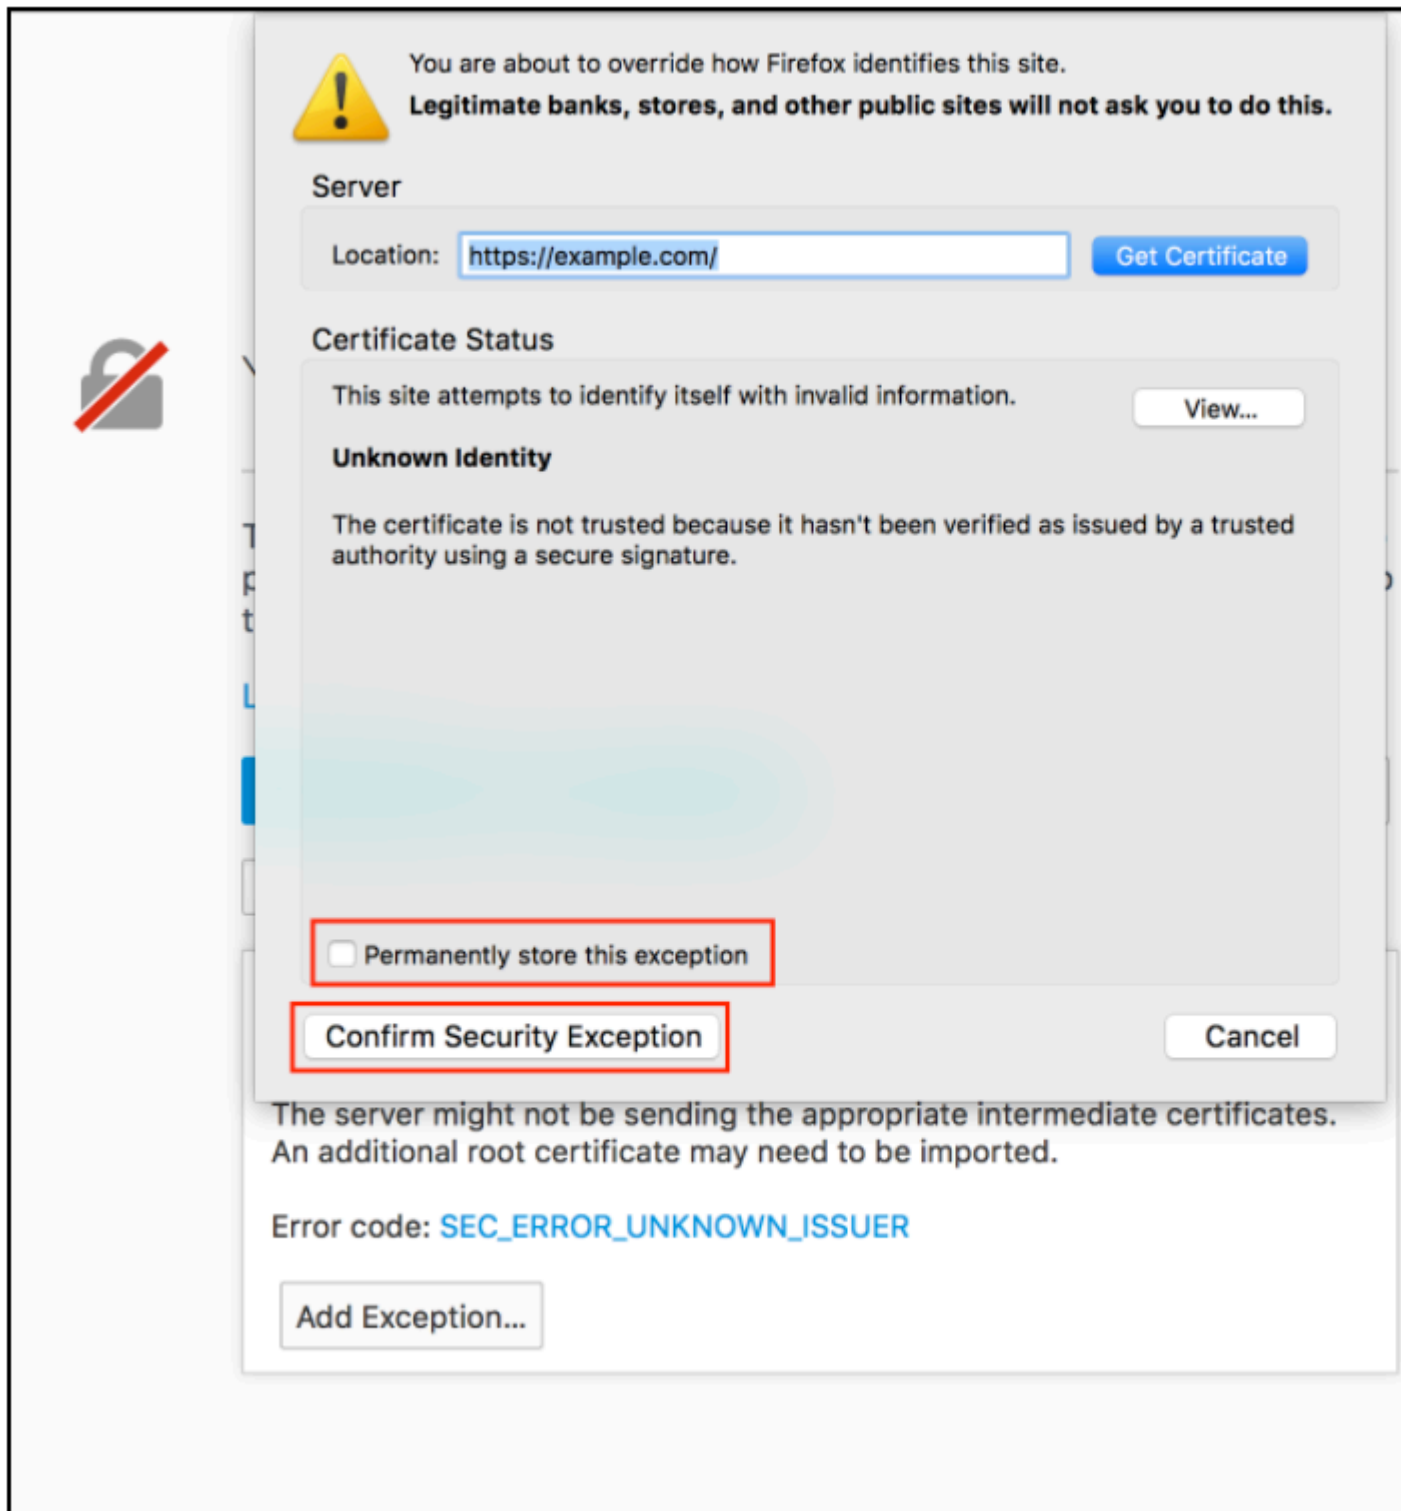 You are about to override how Firefox identifies this site.
Legitimate banks, stores, and other public sites will not ask you to do this.
Server
Location: https://example.com/ Get Certificate
Certificate Status
This site attempts to identify itself with invalid information.
View...
Unknown Identity
The certificate is not trusted because it hasn't been verified as issued by a trusted
authority using a secure signature.
Permanently store this exception
Confirm Security Exception Cancel
The server might not be sending the appropriate intermediate certificates.
An additional root certificate may need to be imported.
Error code: SEC_ERROR_UNKNOWN_ISSUER
Add Exception...